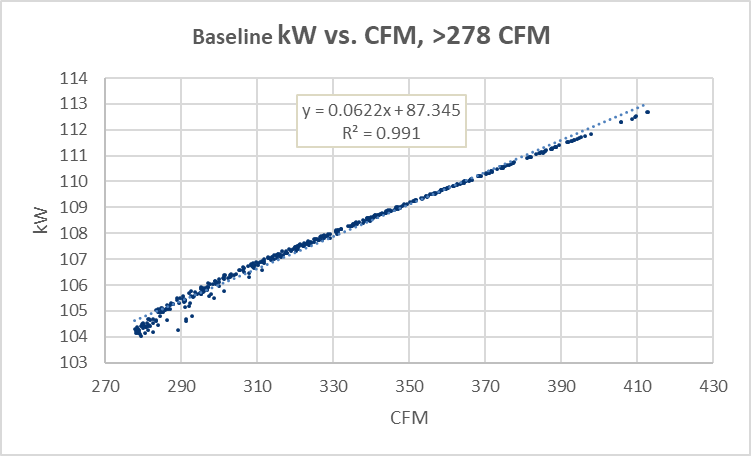 Baseline kW vs. CFM, >278 CFM
114
113
112
111
110
109
108
107
106
105
104
103
kW
y = 0.0622x + 87.345
R² = 0.991
270 290 310 330 350 370 390 410 430
CFM